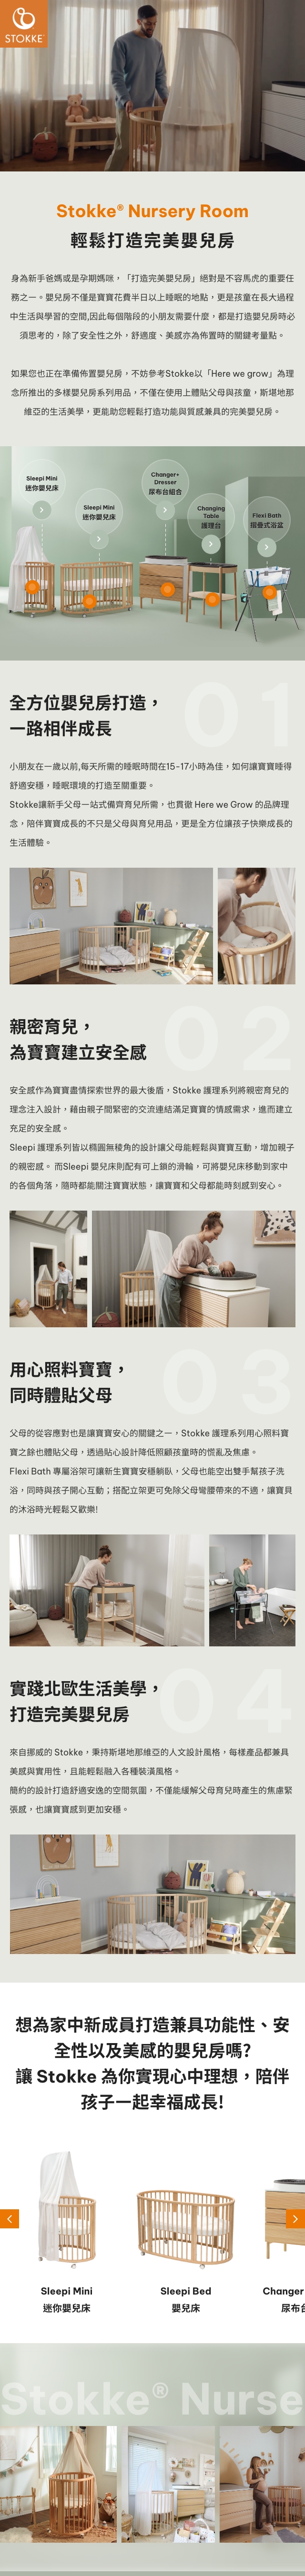 STOKKE
Stokke® Nursery Room
輕鬆打造完美嬰兒房
身為新手爸媽或是孕期媽咪，「打造完美嬰兒房」絕對是不容馬虎的重要任
務之一。嬰兒房不僅是寶寶花費半日以上睡眠的地點，更是孩童在長大過程
中生活與學習的空間,因此每個階段的小朋友需要什麼，都是打造嬰兒房時必
須思考的，除了安全性之外，舒適度、美感亦為佈置時的關鍵考量點。
如果您也正在準備佈置嬰兒房，不妨參考Stokke以「Here we grow」為理
念所推出的多樣嬰兒房系列用品，不僅在使用上體貼父母與孩童，斯堪地那
維亞的生活美學，更能助您輕鬆打造功能與質感兼具的完美嬰兒房。
Sleepi Mini
迷你嬰兒床
Sleepi Mini
迷你嬰兒床
Changer+
Dresser
尿布台組合
Changing
Table
護理台
Flexi Bath
摺疊式浴盆
01
全方位嬰兒房打造，
一路相伴成長
小朋友在一歲以前,每天所需的睡眠時間在15-17小時為佳，如何讓寶寶睡得
舒適安穩，睡眠環境的打造至關重要。
Stokke讓新手父母一站式備齊育兒所需，也貫徹 Here we Grow 的品牌理
念，陪伴寶寶成長的不只是父母與育兒用品，更是全方位讓孩子快樂成長的
生活體驗。
02
親密育兒，
為寶寶建立安全感
安全感作為寶寶盡情探索世界的最大後盾，Stokke 護理系列將親密育兒的
理念注入設計，藉由親子間緊密的交流連結滿足寶寶的情感需求，進而建立
充足的安全感。
Sleepi 護理系列皆以橢圓無稜角的設計讓父母能輕鬆與寶寶互動，增加親子
的親密感。 而Sleepi 嬰兒床則配有可上鎖的滑輪，可將嬰兒床移動到家中
的各個角落，隨時都能關注寶寶狀態，讓寶寶和父母都能時刻感到安心。
03
用心照料寶寶，
同時體貼父母
父母的從容應對也是讓寶寶安心的關鍵之一，Stokke 護理系列用心照料寶
寶之餘也體貼父母，透過貼心設計降低照顧孩童時的慌亂及焦慮。
Flexi Bath 專屬浴架可讓新生寶寶安穩躺臥，父母也能空出雙手幫孩子洗
浴，同時與孩子開心互動；搭配立架更可免除父母彎腰帶來的不適，讓寶貝
的沐浴時光輕鬆又歡樂!
04
實踐北歐生活美學，
打造完美嬰兒房
來自挪威的 Stokke，秉持斯堪地那維亞的人文設計風格，每樣產品都兼具
美感與實用性，且能輕鬆融入各種裝潢風格。
簡約的設計打造舒適安逸的空間氛圍，不僅能緩解父母育兒時產生的焦慮緊
張感，也讓寶寶感到更加安穩。
想為家中新成員打造兼具功能性、安
全性以及美感的嬰兒房嗎?
讓 Stokke 為你實現心中理想，陪伴
孩子一起幸福成長!
Sleepi Mini
迷你嬰兒床
Sleepi Bed
嬰兒床
Changer
尿布台
Stokke® Nurse